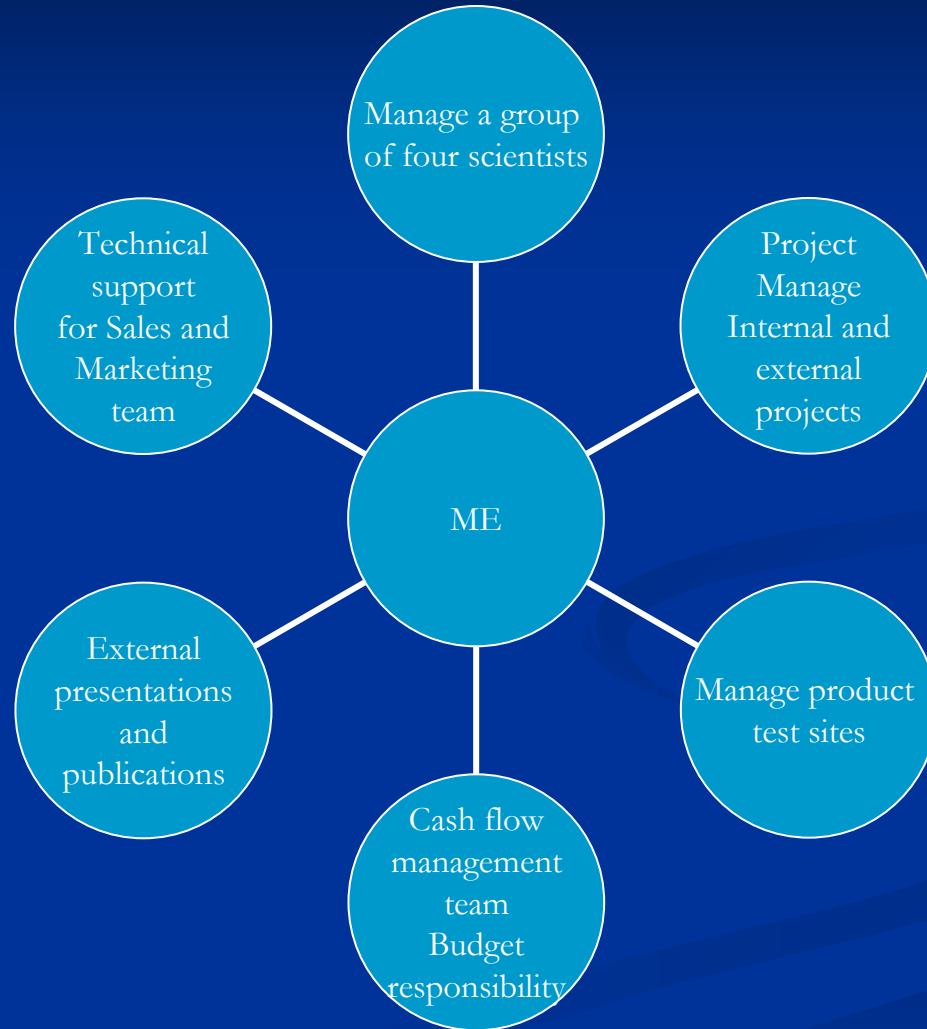 Manage a group
of four scientists
Technical
support
for Sales and
Marketing
team
Project
Manage
Internal and
external
projects
ME
External
presentations
and
publications
Manage product
test sites
Cash flow
management
team
Budget
responsibility